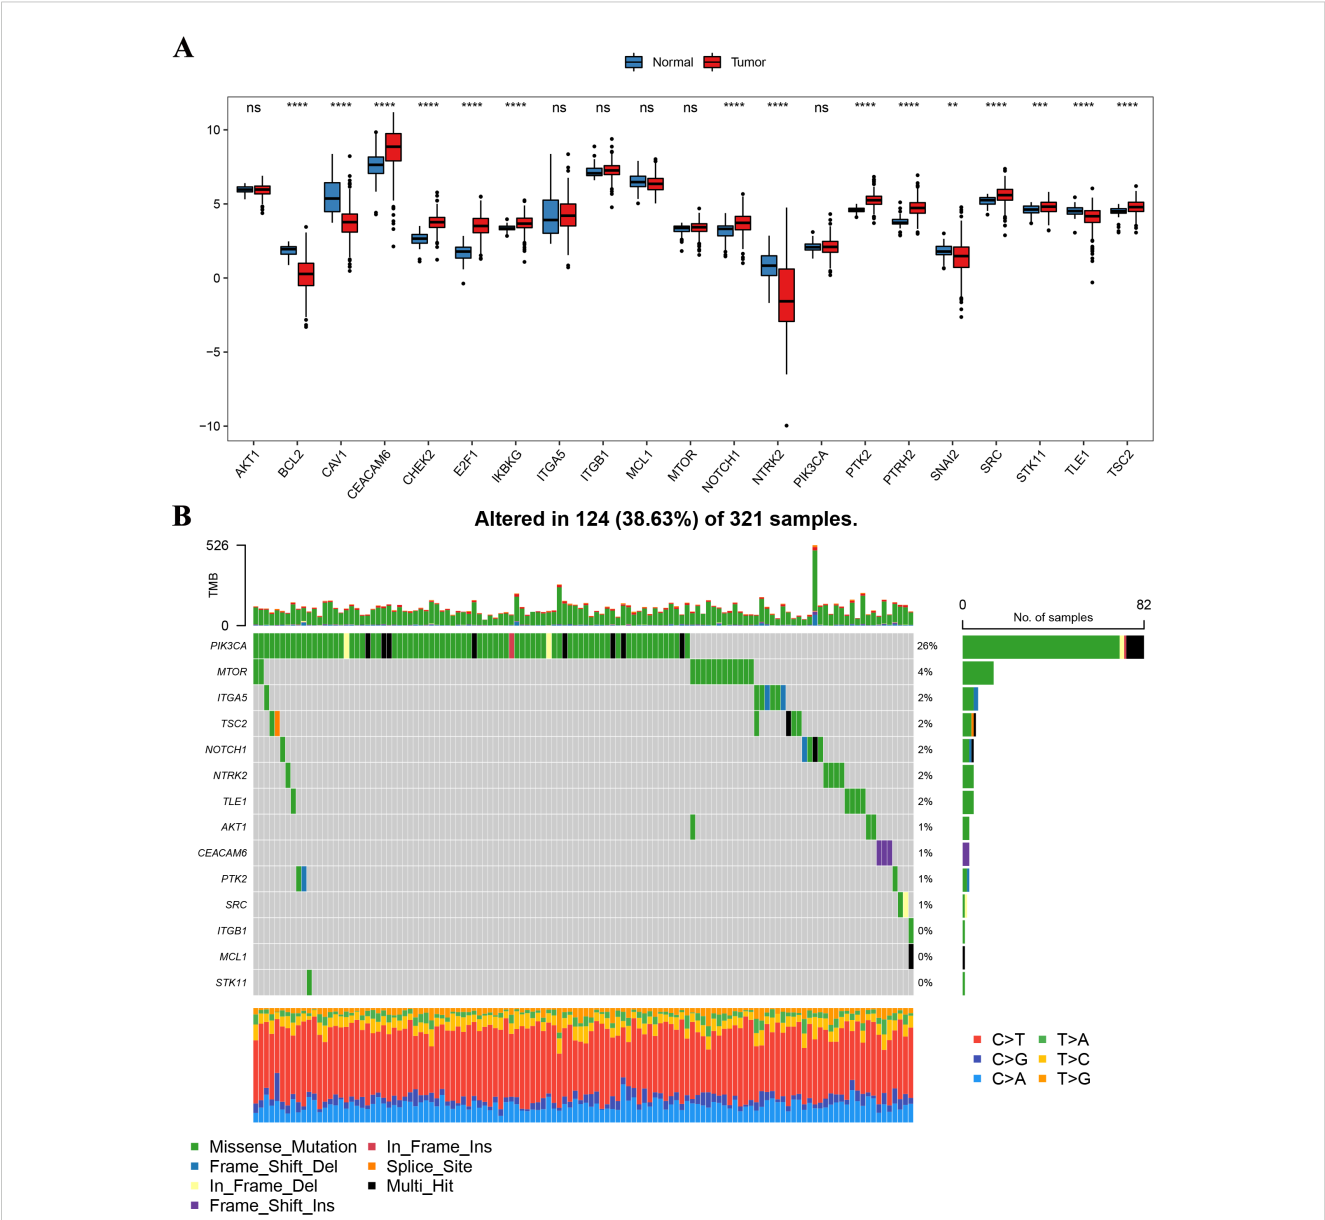 A
Normal Tumor
ns **** **** **** **** **** **** ns ns ns ns **** **** ns **** **** ** **** *** **** ****
10
5
0
−5
−10
AKT1 BCL2 CAV1 CEACAM6 CHEK2 E2F1 IKBKG ITGA5 ITGB1 MCL1 MTOR NOTCH1 NTRK2 PIK3CA PTK2 PTRH2 SNAI2 SRC STK11 TLE1 TSC2
B
Altered in 124 (38.63%) of 321 samples.
526
TMB
0
0 82
No. of samples
PIK3CA 26%
MTOR 4%
ITGA5 2%
TSC2 2%
NOTCH1 2%
NTRK2 2%
TLE1 2%
AKT1 1%
CEACAM6 1%
PTK2 1%
SRC 1%
ITGB1 0%
MCL1 0%
STK11 0%
C>T T>A
C>G T>C
C>A T>G
Missense_Mutation In_Frame_Ins
Frame_Shift_Del Splice_Site
In_Frame_Del Multi_Hit
Frame_Shift_Ins